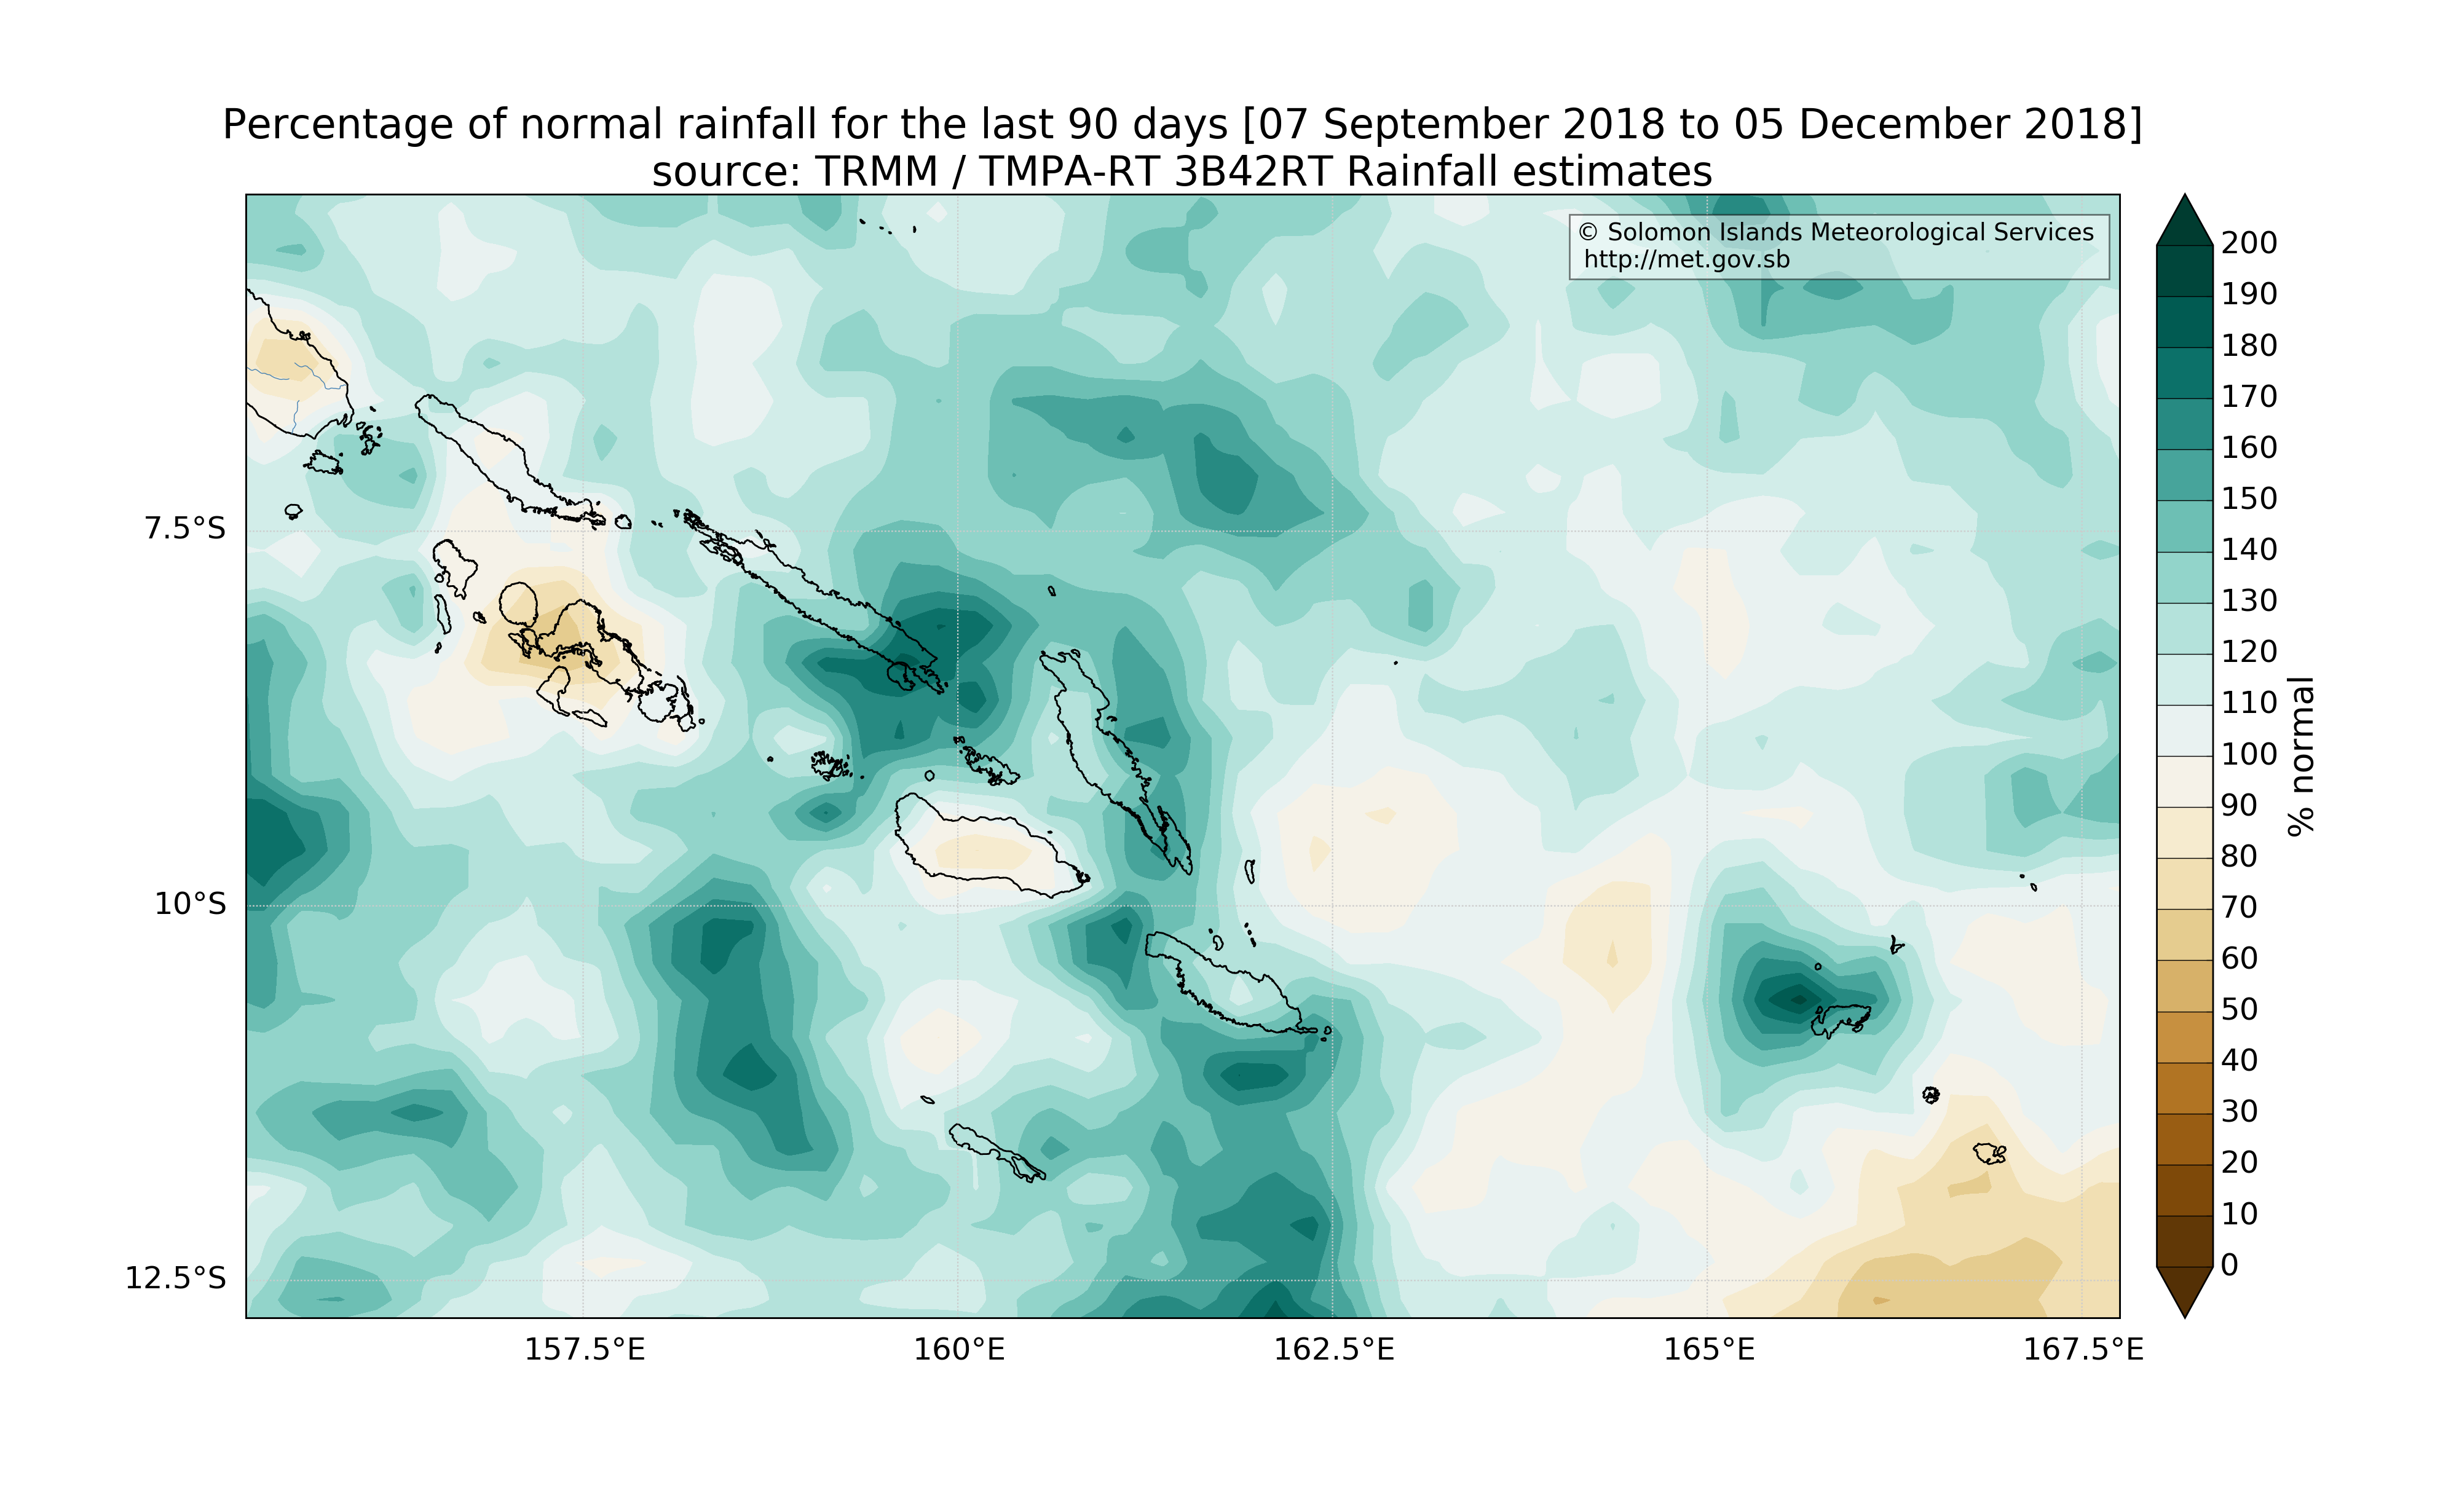 Percentage of normal rainfall for the last 90 days [07 September 2018 to 05 December 2018]
source: TRMM / TMPA-RT 3B42RT Rainfall estimates
© Solomon Islands Meteorological Services
http://met.gov.sb
7.5°S
10°S
12.5°S
157.5°E
160°E
162.5°E
165°E
167.5°E
200
190
180
170
160
150
140
130
120
110
100
90
80
70
60
50
40
30
20
10
0
% normal